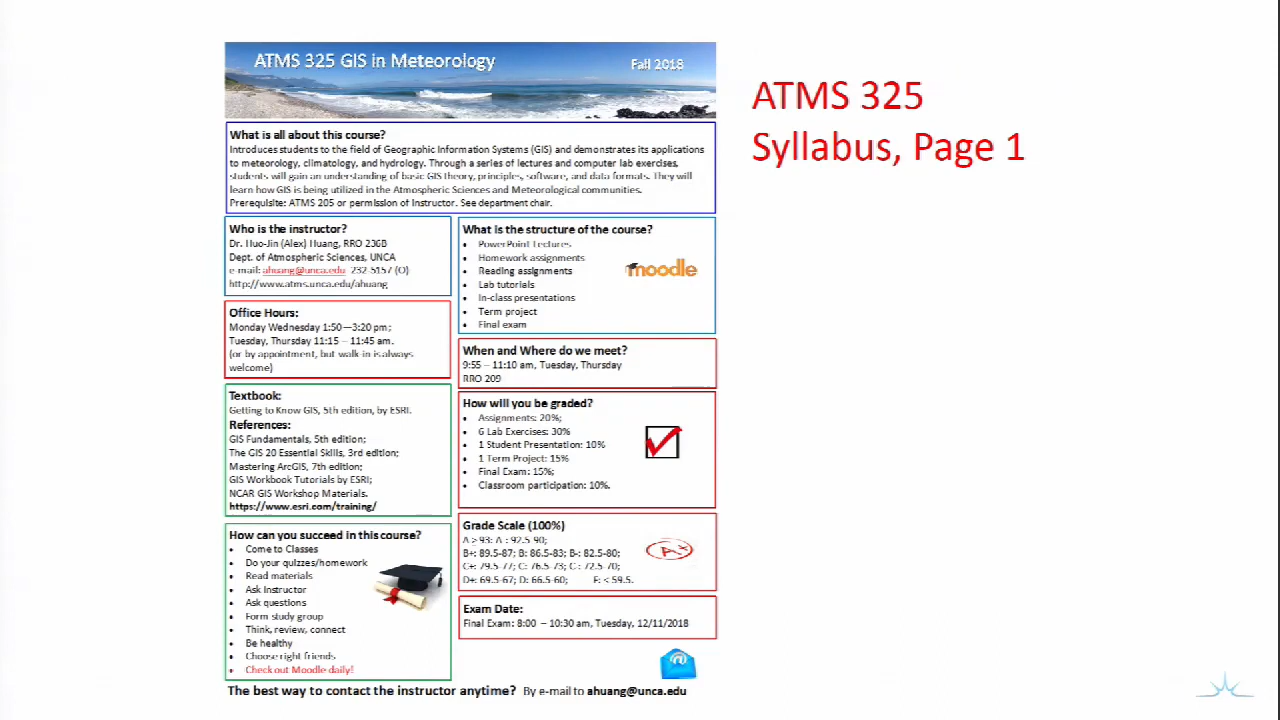 ATMS 325 GIS in Meteorology
Fall 2018
ATMS 325
Syllabus, Page 1
What is all about this course?
Introduces students to the field of Geographic Information Systems (GIS) and demonstrates its applications
to meteorology, climatology, and hydrology. Through a series of lectures and computer lab exercises,
students will gain an understanding of basic GIS theory, principles, software, and data formats. They will
learn how GIS is being utilized in the Atmospheric Sciences and Meteorological communities.
Prerequisite: ATMS 205 or permission of instructor. See department chair.
Who is the instructor?
Dr. Huo-Jin (Alex) Huang, RRO 236B
Dept. of Atmospheric Sciences, UNCA
e-mail: ahuang@unca.edu 232-5157 (O)
http://www.atms.unca.edu/ahuang
Office Hours:
Monday Wednesday 1:50—3:20 pm;
Tuesday, Thursday 11:15 – 11:45 am.
(or by appointment, but walk-in is always
welcome)
Textbook:
Getting to Know GIS, 5th edition, by ESRI.
References:
GIS Fundamentals, 5th edition;
The GIS 20 Essential Skills, 3rd edition;
Mastering ArcGIS, 7th edition;
GIS Workbook Tutorials by ESRI;
NCAR GIS Workshop Materials.
https://www.esri.com/training/
How can you succeed in this course?
• Come to Classes
• Do your quizzes/homework
• Read materials
• Ask Instructor
• Ask questions
• Form study group
• Think, review, connect
• Be healthy
• Choose right friends
• Check out Moodle daily!
What is the structure of the course?
• PowerPoint Lectures
• Homework assignments
• Reading assignments
• Lab tutorials
• In-class presentations
• Term project
• Final exam
moodle
When and Where do we meet?
9:55 – 11:10 am, Tuesday, Thursday
RRO 209
How will you be graded?
• Assignments: 20%;
• 6 Lab Exercises: 30%
• 1 Student Presentation: 10%
• 1 Term Project: 15%
• Final Exam: 15%;
• Classroom participation: 10%.
Grade Scale (100%)
A > 93: A-: 92.5-90;
B+: 89.5-87; B: 86.5-83; B-: 82.5-80;
C+: 79.5-77; C: 76.5-73; C-: 72.5-70;
D+: 69.5-67; D: 66.5-60; F: < 59.5.
A+
Exam Date:
Final Exam: 8:00 – 10:30 am, Tuesday, 12/11/2018
The best way to contact the instructor anytime? By e-mail to ahuang@unca.edu